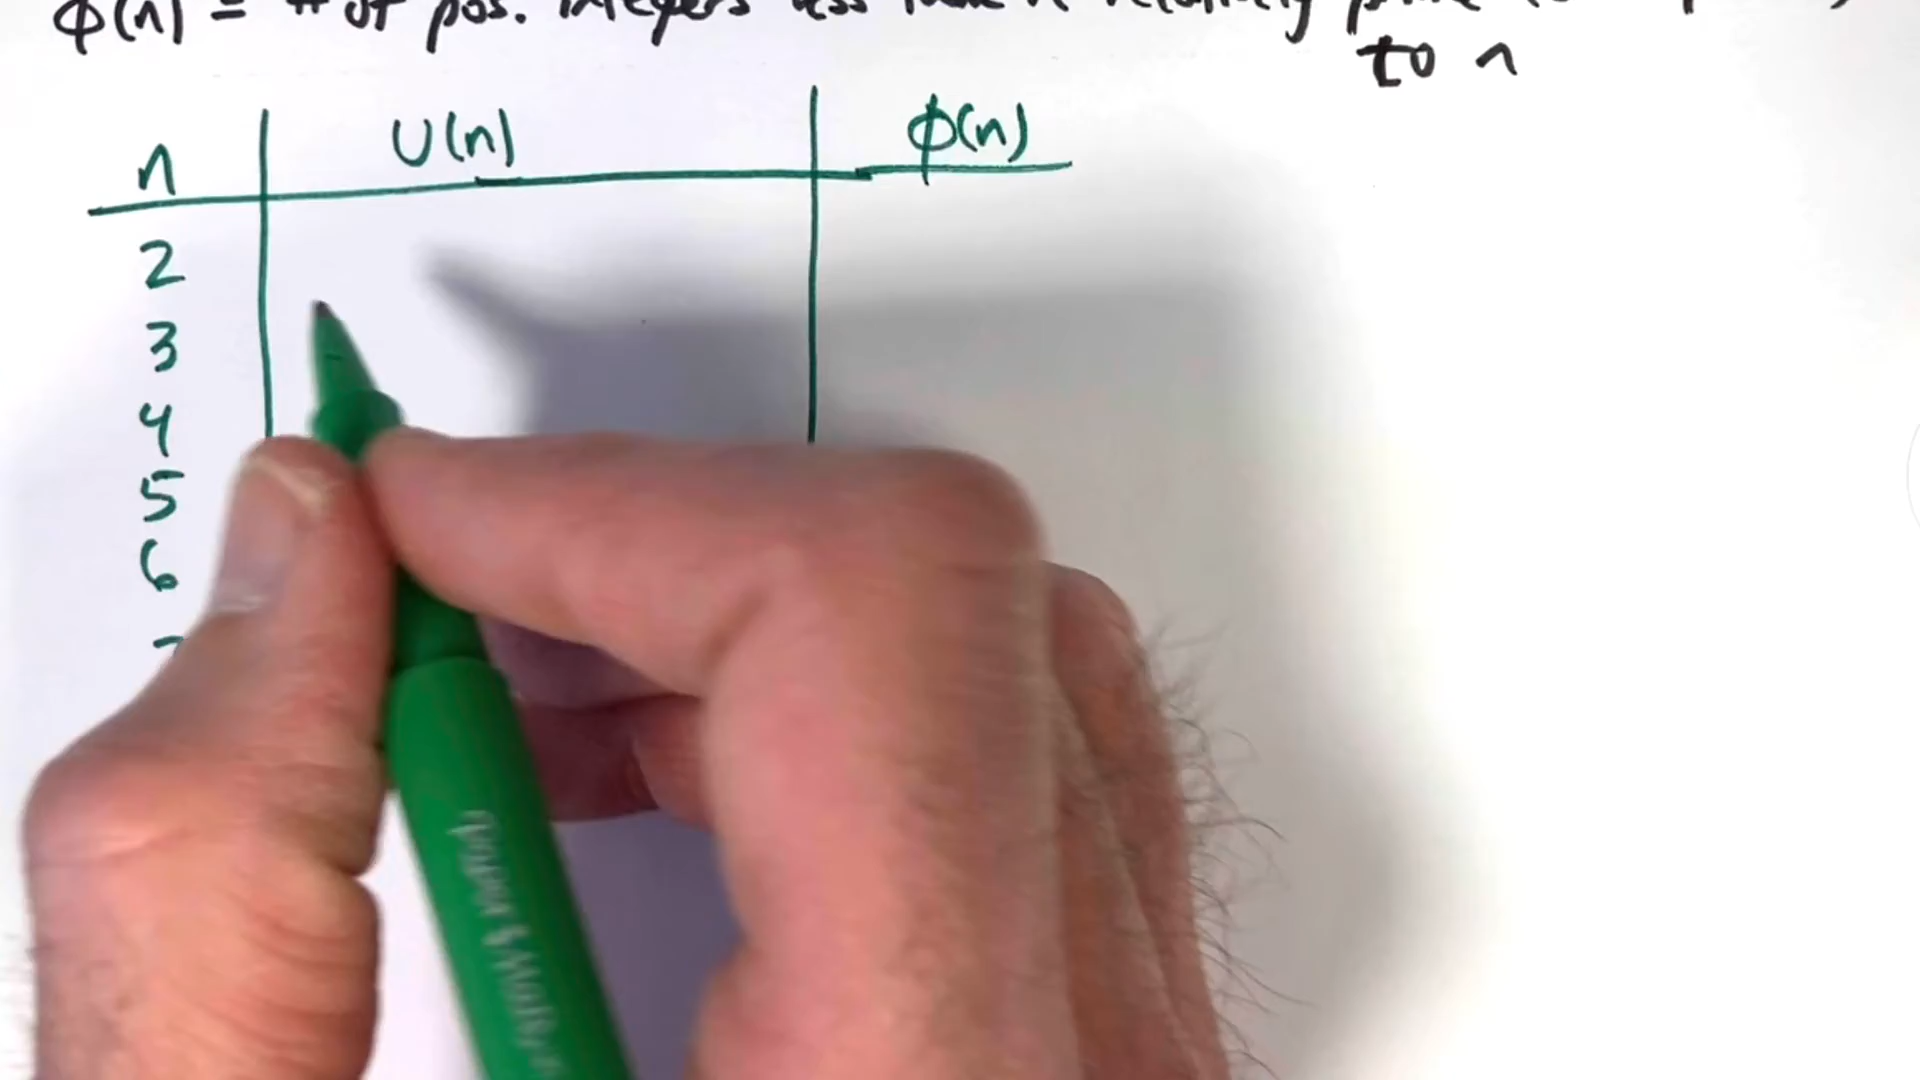 φ(n) = # of pos. integers less than n relatively prime
to n
n U(n) φ(n)
2
3
4
5
6